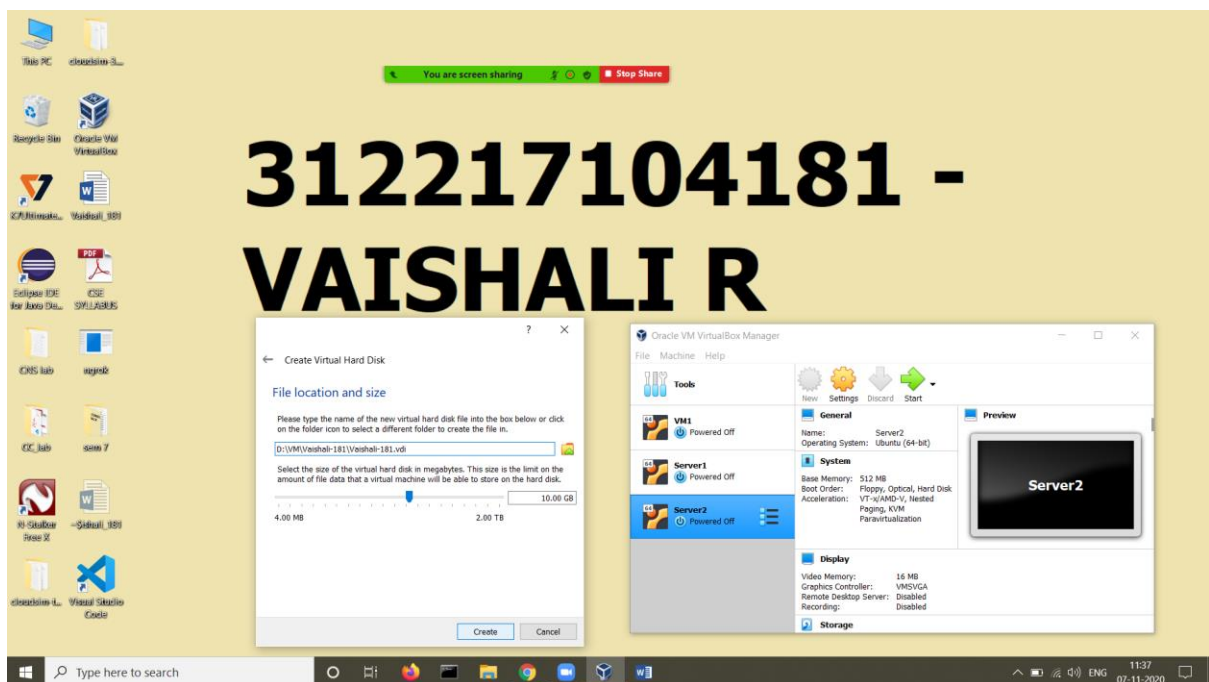 This PC
cloudsim-3...
You are screen sharing
Stop Share
Recycle Bin
Oracle VM
VirtualBox
312217104181 -
VAISHALI R
Vaishali_181
Eclipse IDE
for Java De...
PDF
CSE
SYLLABUS
CNS lab
ngrok
CC_lab
sem 7
N-Stalker
Free X
cloudsim-t...
Visual Studio
Code
?
Create Virtual Hard Disk
File location and size
Please type the name of the new virtual hard disk file into the box below or click
on the folder icon to select a different folder to create the file in.
D:\VM\Vaishali-181\Vaishali-181.vdi
Select the size of the virtual hard disk in megabytes. This size is the limit on the
amount of file data that a virtual machine will be able to store on the hard disk.
10.00 GB
4.00 MB
2.00 TB
Create
Cancel
Oracle VM VirtualBox Manager
File Machine Help
Tools
New Settings Discard Start
64
VM1
Powered Off
64
Server1
Powered Off
64
Server2
Powered Off
General
Name: Server2
Operating System: Ubuntu (64-bit)
System
Base Memory: 512 MB
Boot Order: Floppy, Optical, Hard Disk
Acceleration: VT-x/AMD-V, Nested
Paging, KVM
Paravirtualization
Preview
Server2
Display
Video Memory: 16 MB
Graphics Controller: VMSVGA
Remote Desktop Server: Disabled
Recording: Disabled
Storage
Type here to search
ENG
11:37
07-11-2020